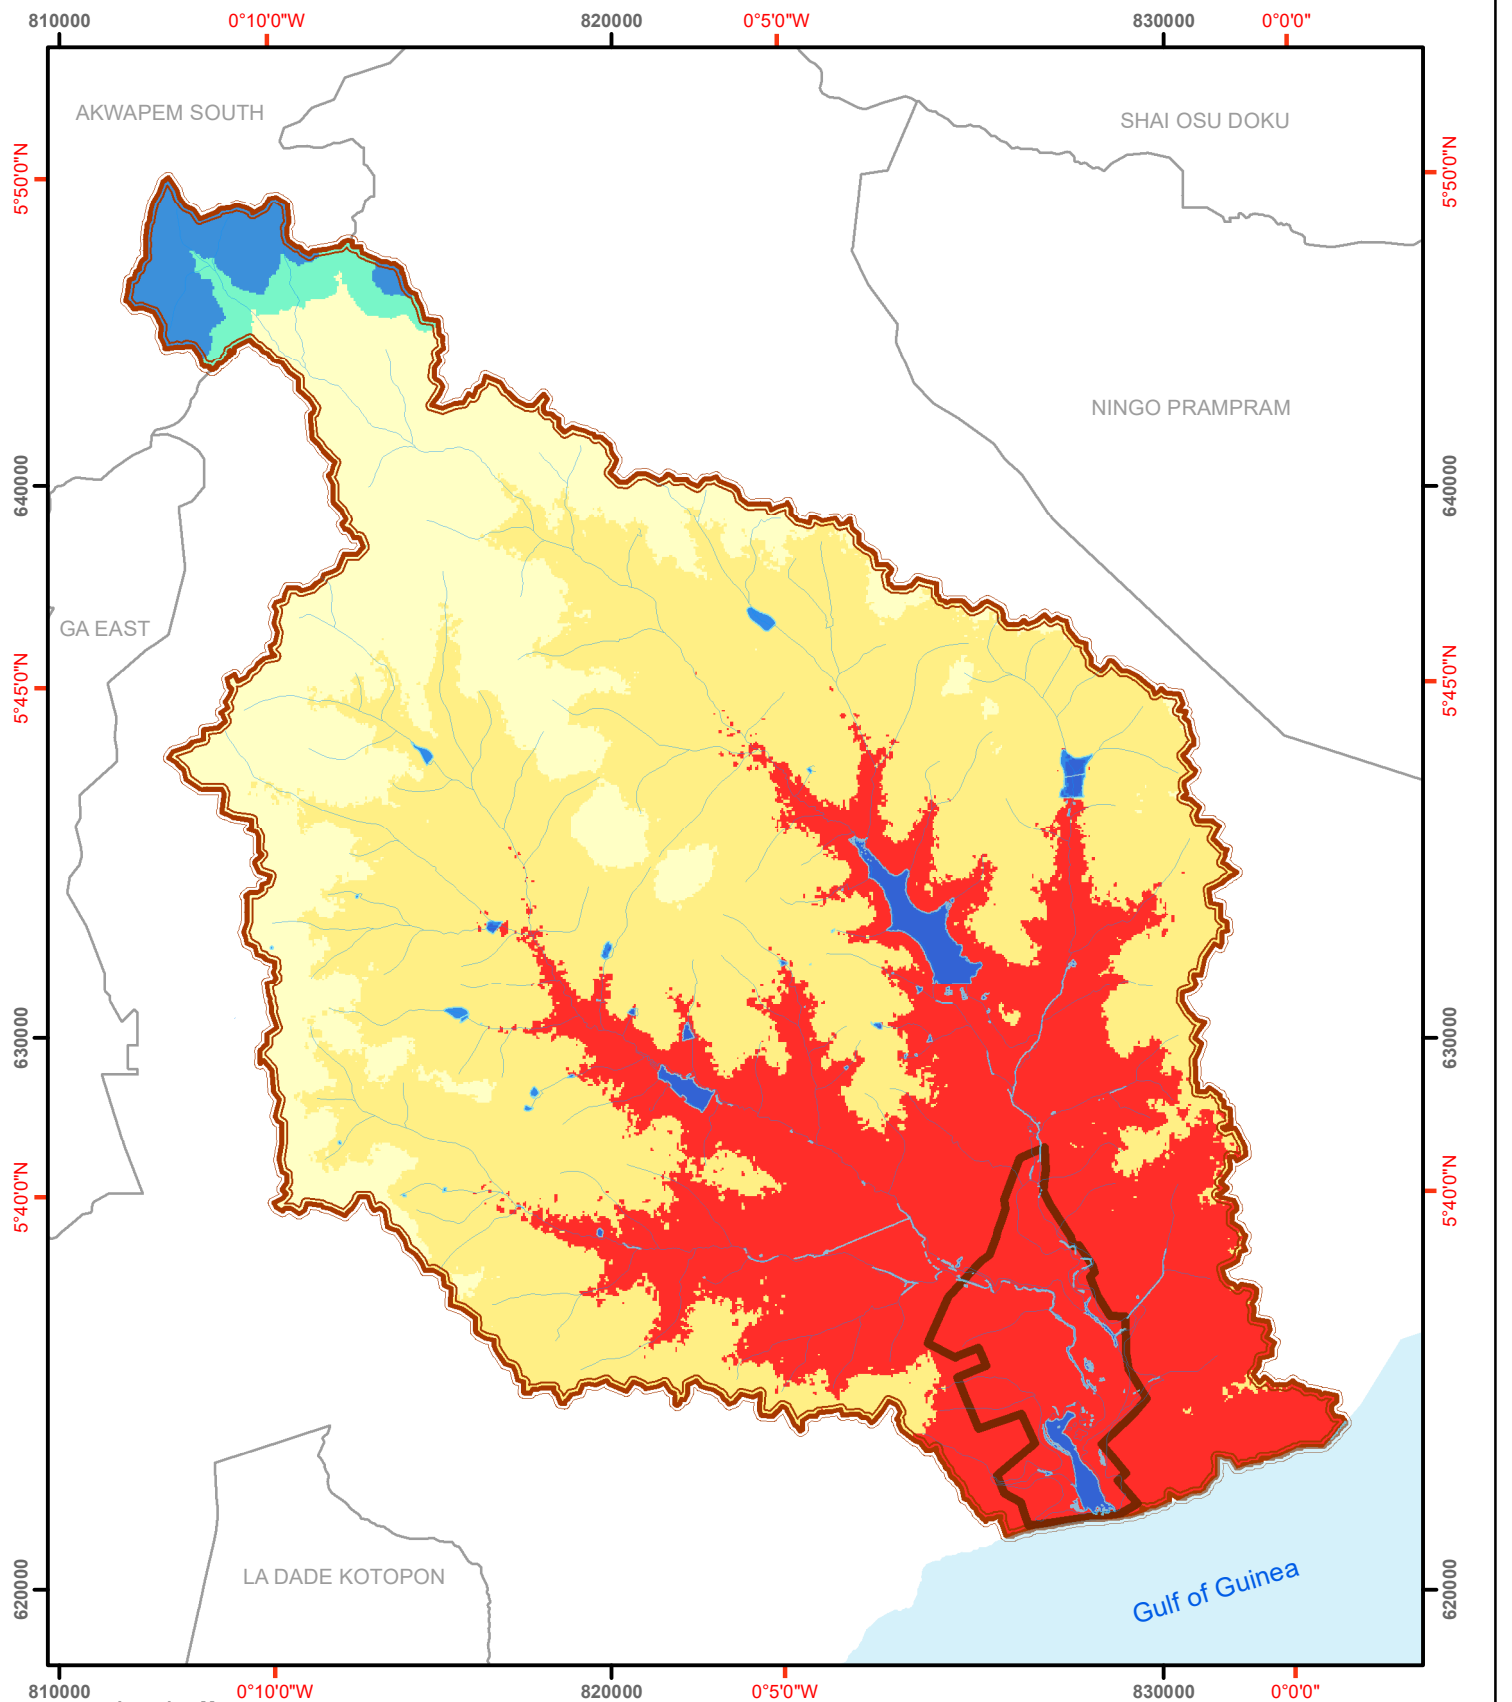 810000 0°10'0"W 820000 0°5'0"W 830000 0°0'0"
AKWAPEM SOUTH
SHAI OSU DOKU
5°50'0"N
5°50'0"N
NINGO PRAMPRAM
640000
640000
GA EAST
5°45'0"N
5°45'0"N
630000
630000
5°40'0"N
5°40'0"N
LA DADE KOTOPON
Gulf of Guinea
620000
620000
810000 0°10'0"W 820000 0°5'0"W 830000 0°0'0"